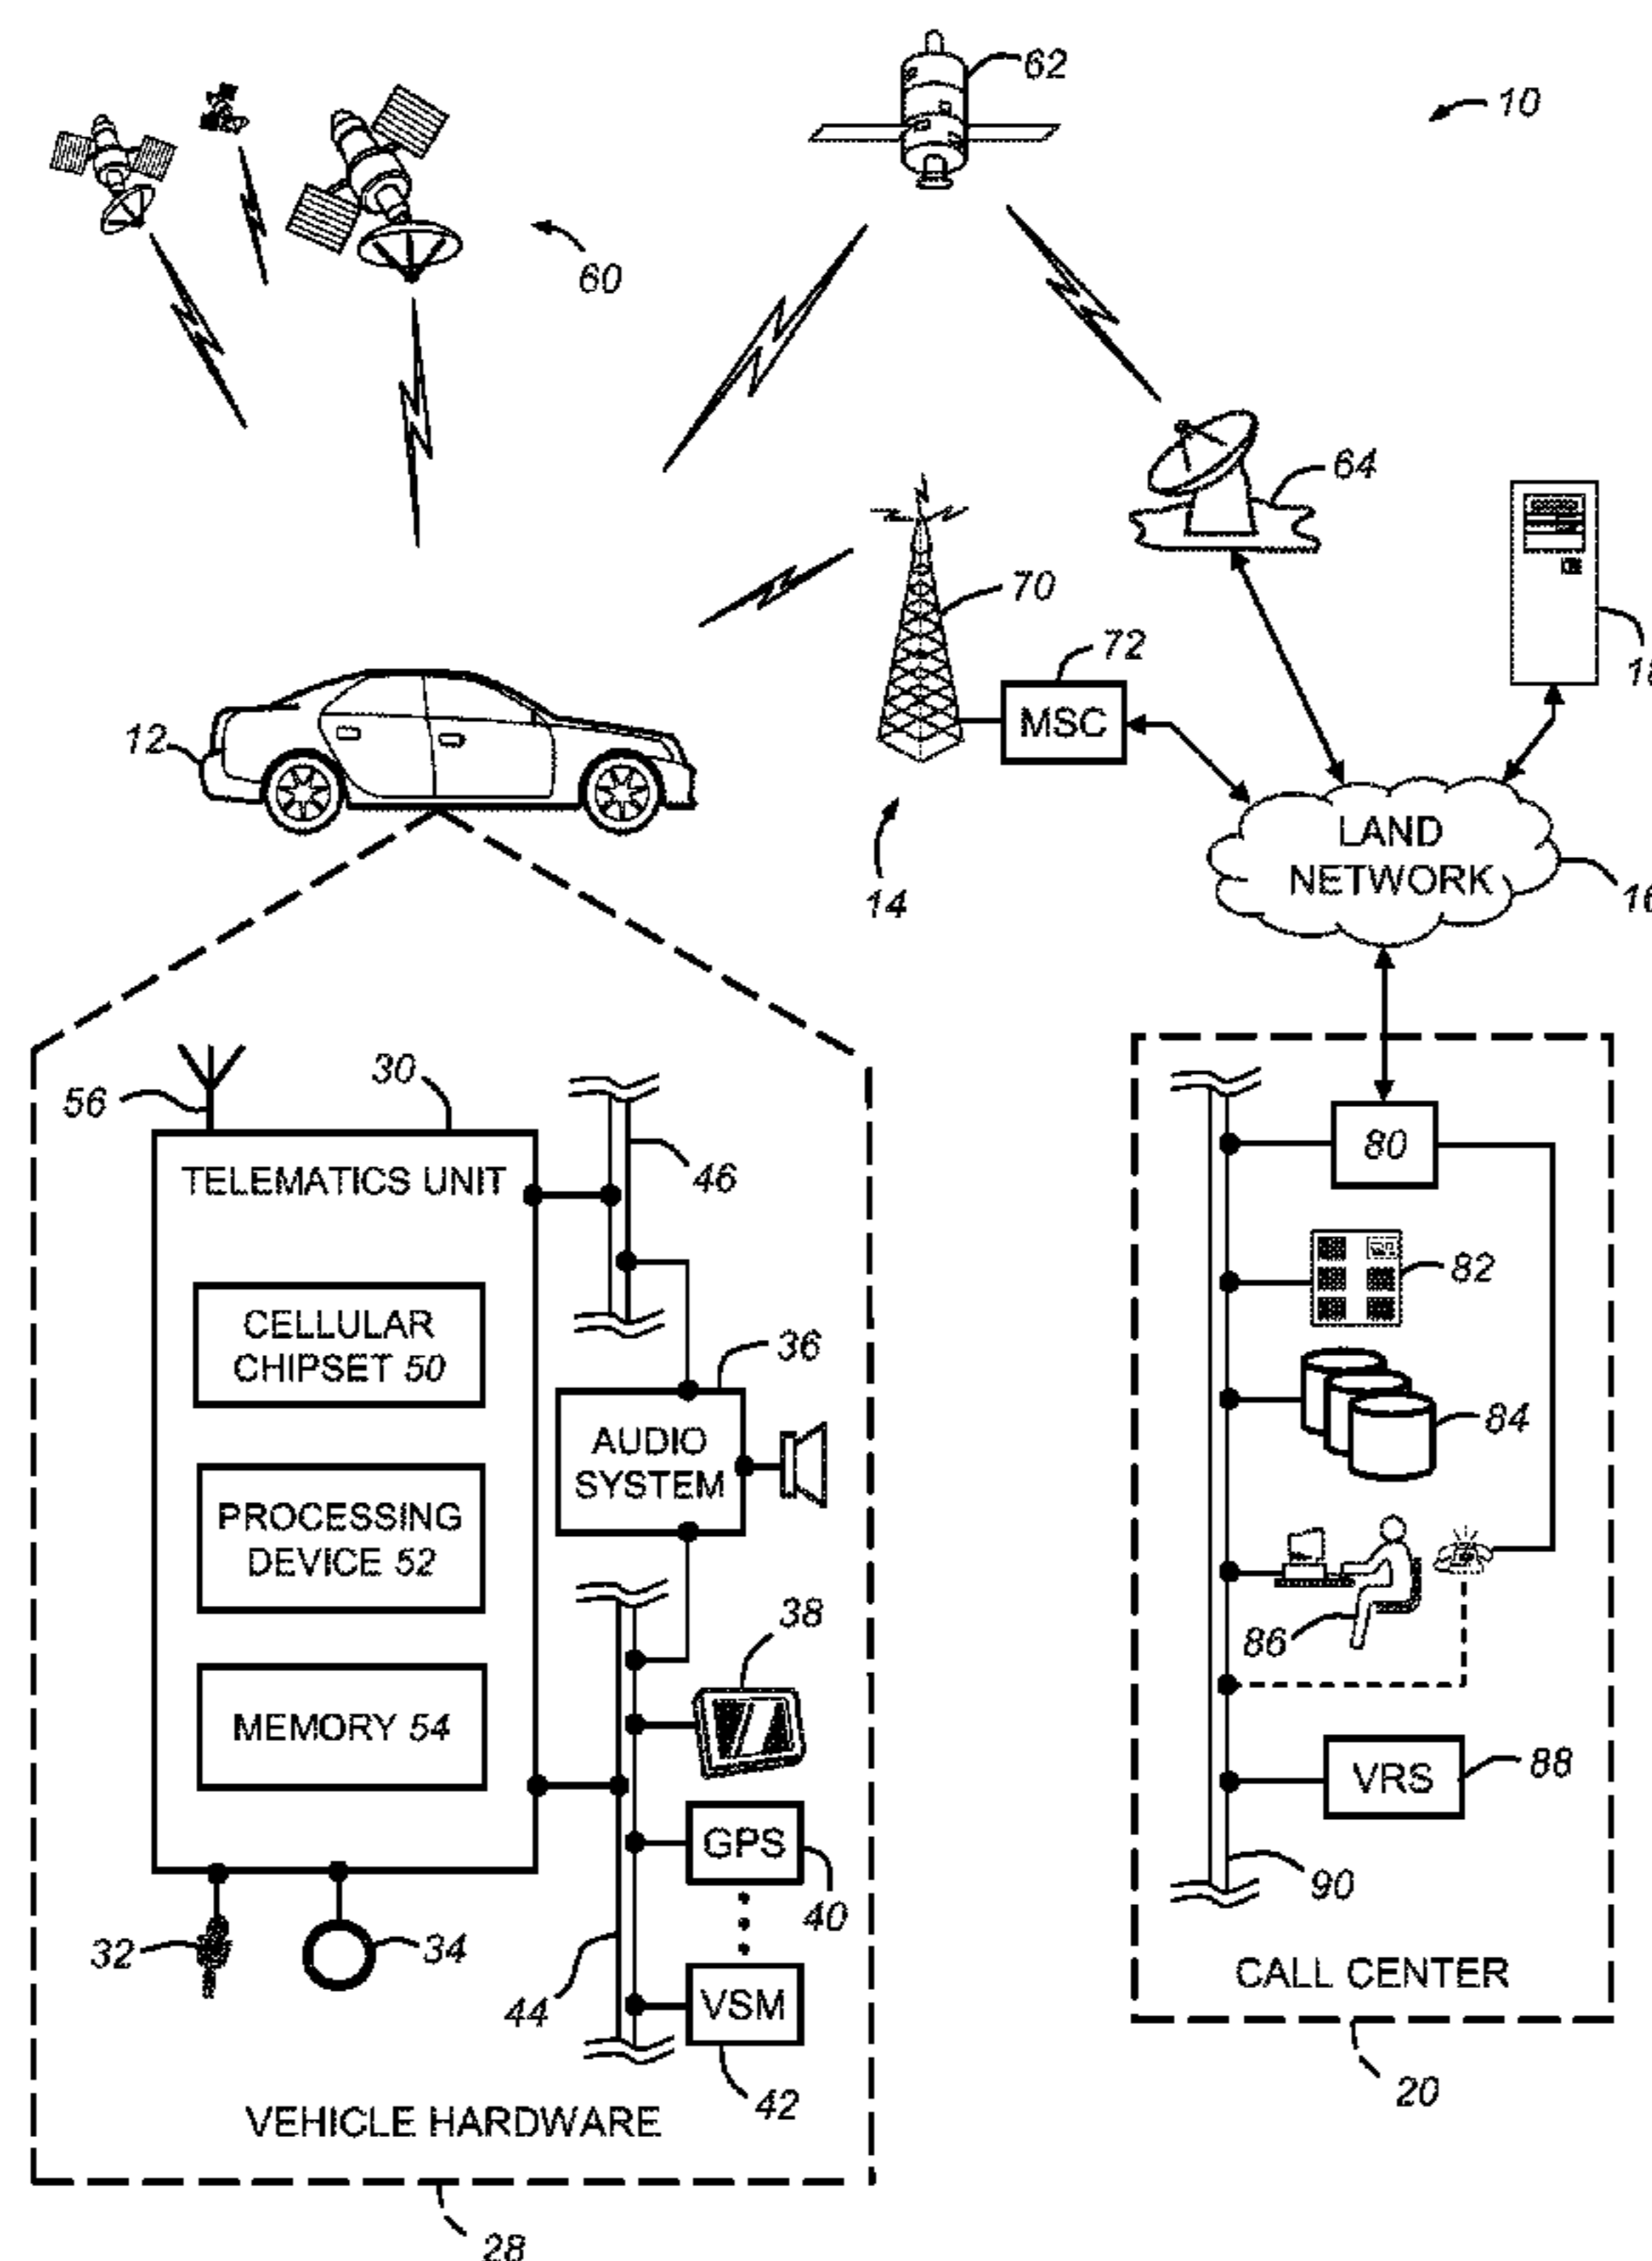 62
10
60
64
70
72
MSC
12
LAND
NETWORK
14
56
30
46
TELEMATICS UNIT
80
82
CELLULAR
CHIPSET 50
36
AUDIO
SYSTEM
84
PROCESSING
DEVICE 52
38
86
MEMORY 54
VRS
88
GPS
40
90
32
34
44
VSM
42
CALL CENTER
20
VEHICLE HARDWARE
28